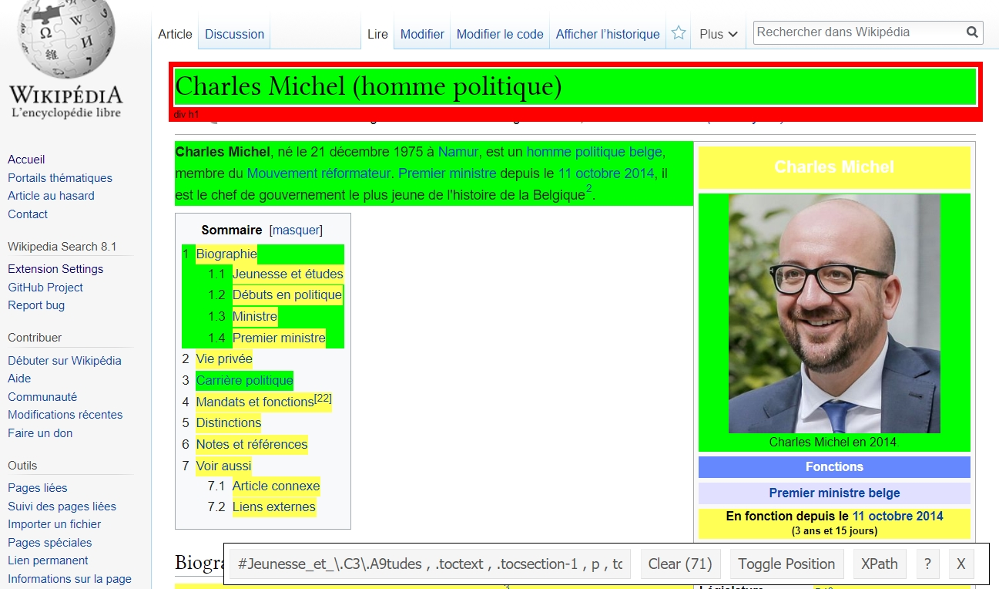 Article
Discussion
Lire
Modifier
Modifier le code
Afficher l'historique
Plus
Rechercher dans Wikipédia
WIKIPÉDIA
L'encyclopédie libre
Accueil
Portails thématiques
Article au hasard
Contact
Wikipedia Search 8.1
Extension Settings
GitHub Project
Report bug
Contribuer
Débuter sur Wikipédia
Aide
Communauté
Modifications récentes
Faire un don
Outils
Pages liées
Suivi des pages liées
Importer un fichier
Pages spéciales
Lien permanent
Informations sur la page
Charles Michel (homme politique)
div h1
Charles Michel, né le 21 décembre 1975 à Namur, est un homme politique belge,
membre du Mouvement réformateur. Premier ministre depuis le 11 octobre 2014, il
est le chef de gouvernement le plus jeune de l'histoire de la Belgique2.
Sommaire [masquer]
1 Biographie
1.1 Jeunesse et études
1.2 Débuts en politique
1.3 Ministre
1.4 Premier ministre
2 Vie privée
3 Carrière politique
4 Mandats et fonctions[22]
5 Distinctions
6 Notes et références
7 Voir aussi
7.1 Article connexe
7.2 Liens externes
Charles Michel
Charles Michel en 2014.
Fonctions
Premier ministre belge
En fonction depuis le 11 octobre 2014
(3 ans et 15 jours)
Biogra
#Jeunesse_et_\.C3\.A9tudes , .toctext , .tocsection-1 , p , tc
Clear (71)
Toggle Position
XPath
?
X
3